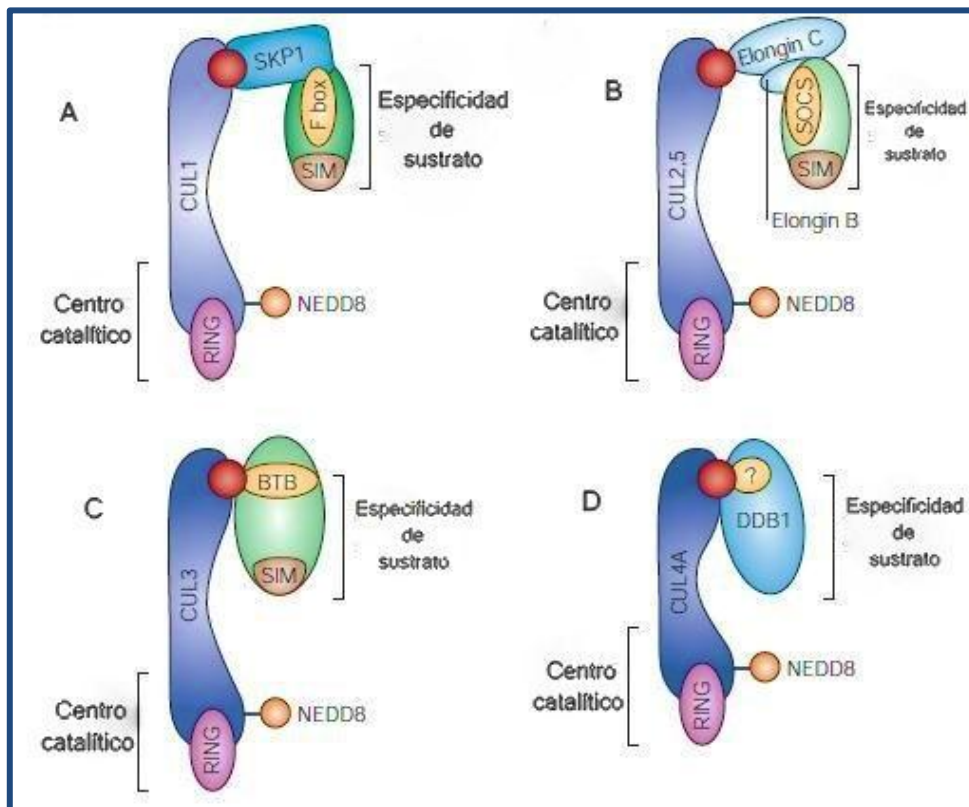 A
SKP1
F box
SIM
CUL1
RING
NEDD8
Especificidad
de
sustrato
Centro
catalítico
B
Elongin C
SOCS
SIM
Elongin B
CUL2,5
RING
NEDD8
Especificidad
de
sustrato
Centro
catalítico
C
BTB
SIM
CUL3
RING
NEDD8
Especificidad
de
sustrato
Centro
catalítico
D
?
DDB1
CUL4A
RING
NEDD8
Especificidad
de
sustrato
Centro
catalítico